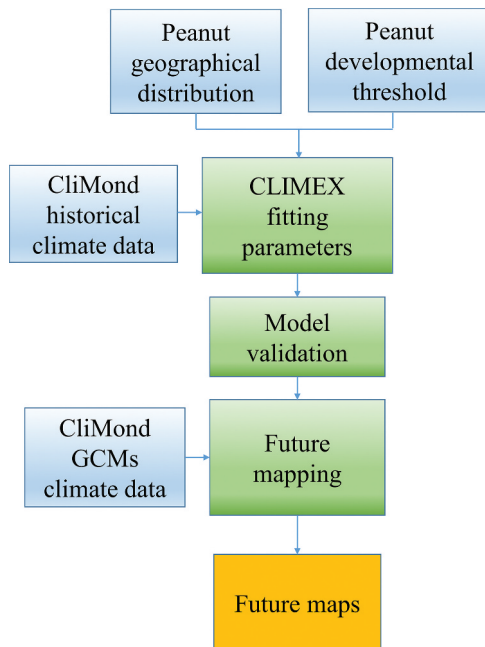 Peanut
geographical
distribution
Peanut
developmental
threshold
CliMond
historical
climate data
CLIMEX
fitting
parameters
Model
validation
CliMond
GCMs
climate data
Future
mapping
Future maps